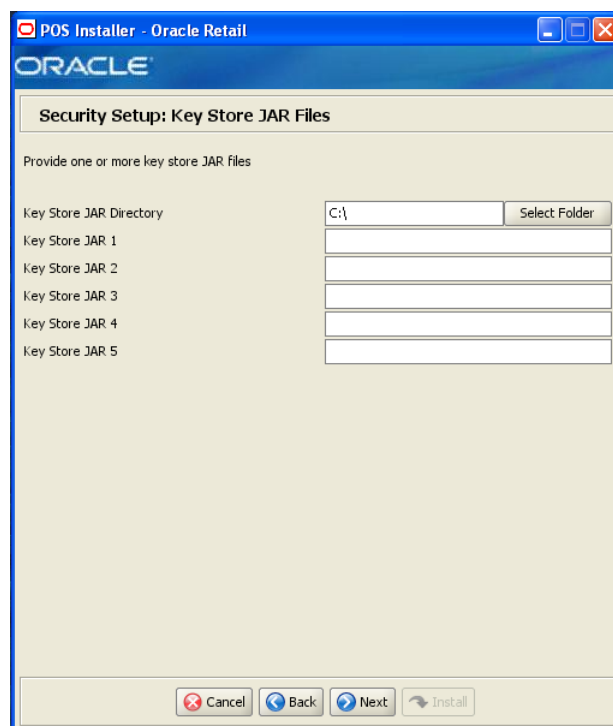 POS Installer - Oracle Retail
ORACLE
Security Setup: Key Store JAR Files
Provide one or more key store JAR files
Key Store JAR Directory C:\ Select Folder
Key Store JAR 1
Key Store JAR 2
Key Store JAR 3
Key Store JAR 4
Key Store JAR 5
Cancel Back Next Install